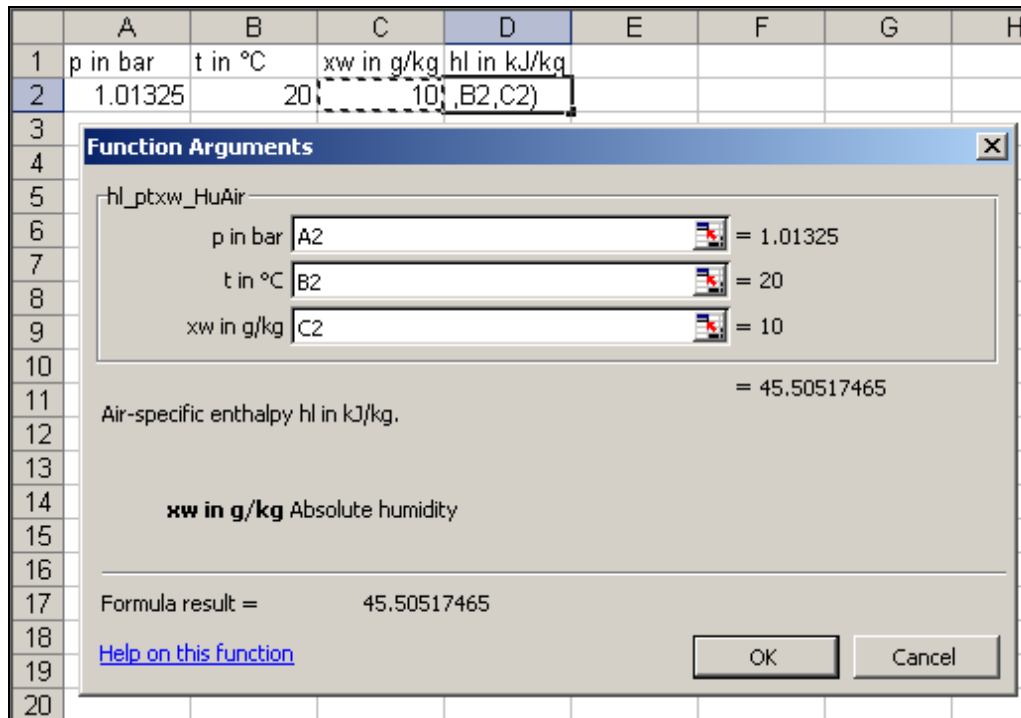 A B C D E F G H
1 p in bar t in °C xw in g/kg hl in kJ/kg
2 1.01325 20 10 ,B2,C2)
3
Function Arguments
4
5 hl_ptxw_HuAir
6 p in bar A2 = 1.01325
7
8 t in °C B2 = 20
9 xw in g/kg C2 = 10
10
11 = 45.50517465
Air-specific enthalpy hl in kJ/kg.
12
13
14 xw in g/kg Absolute humidity
15
16
17 Formula result = 45.50517465
18
Help on this function OK Cancel
19
20